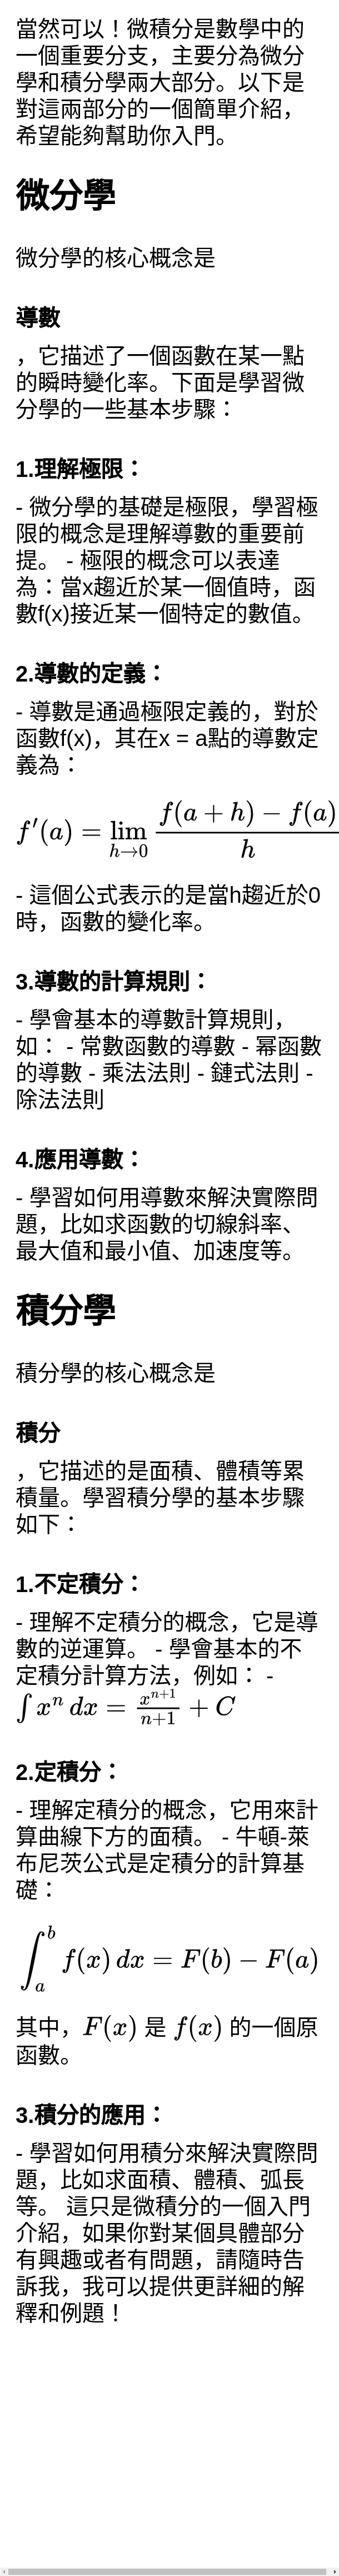 當然可以！微積分是數學中的
一個重要分支，主要分為微分
學和積分學兩大部分。以下是
對這兩部分的一個簡單介紹，
希望能夠幫助你入門。
微分學
微分學的核心概念是
導數
，它描述了一個函數在某一點
的瞬時變化率。下面是學習微
分學的一些基本步驟：
1.理解極限：
- 微分學的基礎是極限，學習極
限的概念是理解導數的重要前
提。 - 極限的概念可以表達
為：當x趨近於某一個值時，函
數f(x)接近某一個特定的數值。
2.導數的定義：
- 導數是通過極限定義的，對於
函數f(x)，其在x = a點的導數定
義為：
f′(a) = lim_{h→0} \frac{f(a + h) − f(a)}{h}
- 這個公式表示的是當h趨近於0
時，函數的變化率。
3.導數的計算規則：
- 學會基本的導數計算規則，
如： - 常數函數的導數 - 冪函數
的導數 - 乘法法則 - 鏈式法則 -
除法法則
4.應用導數：
- 學習如何用導數來解決實際問
題，比如求函數的切線斜率、
最大值和最小值、加速度等。
積分學
積分學的核心概念是
積分
，它描述的是面積、體積等累
積量。學習積分學的基本步驟
如下：
1.不定積分：
- 理解不定積分的概念，它是導
數的逆運算。 - 學會基本的不
定積分計算方法，例如： -
∫ x^n dx = \frac{x^{n+1}}{n+1} + C
2.定積分：
- 理解定積分的概念，它用來計
算曲線下方的面積。 - 牛頓-萊
布尼茨公式是定積分的計算基
礎：
∫_a^b f(x) dx = F(b) − F(a)
其中，F(x) 是 f(x) 的一個原
函數。
3.積分的應用：
- 學習如何用積分來解決實際問
題，比如求面積、體積、弧長
等。 這只是微積分的一個入門
介紹，如果你對某個具體部分
有興趣或者有問題，請隨時告
訴我，我可以提供更詳細的解
釋和例題！